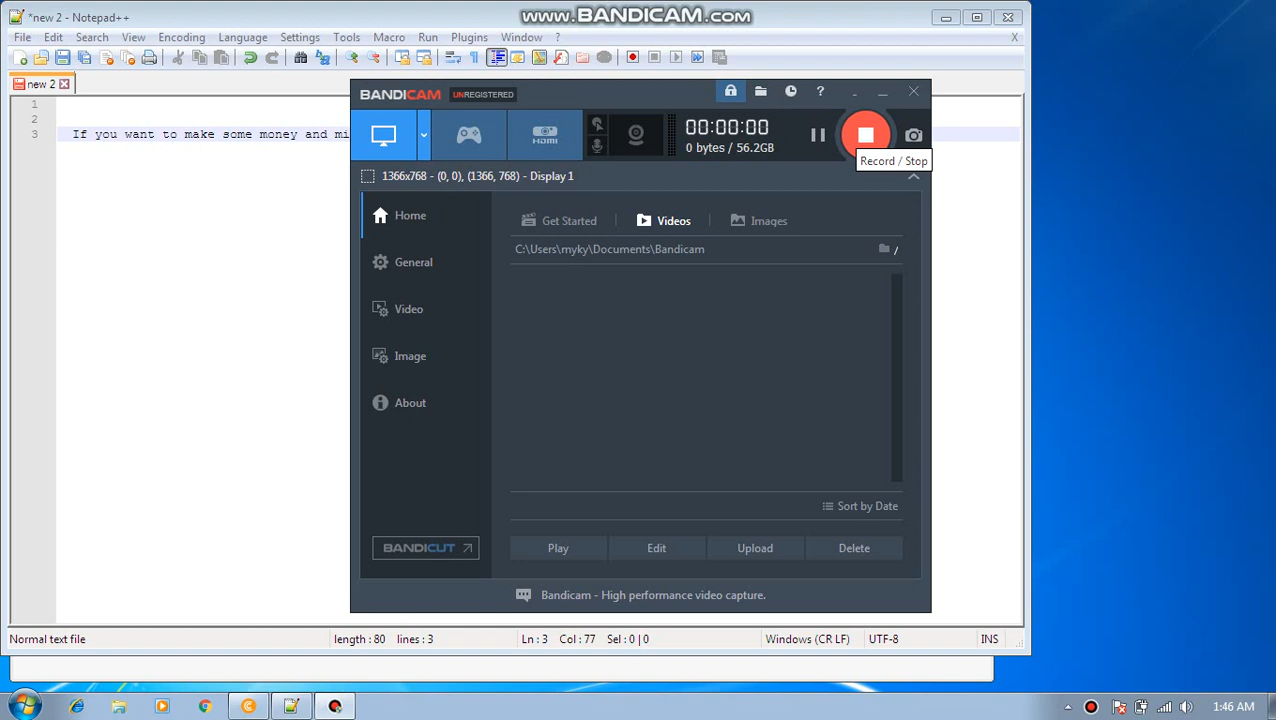 *new 2 - Notepad++
www.BANDICAM.com
File Edit Search View Encoding Language Settings Tools Macro Run Plugins Window ? X
new 2
1
2
3 If you want to make some money and mi
BANDICAM UNREGISTERED
HDMI
00:00:00
0 bytes / 56.2GB
Record / Stop
1366x768 - (0, 0), (1366, 768) - Display 1
Home
General
Video
Image
About
BANDICUT
Get Started Videos Images
C:\Users\myky\Documents\Bandicam /
Sort by Date
Play Edit Upload Delete
Bandicam - High performance video capture.
Normal text file length : 80 lines : 3 Ln : 3 Col : 77 Sel : 0 | 0 Windows (CR LF) UTF-8 INS
1:46 AM